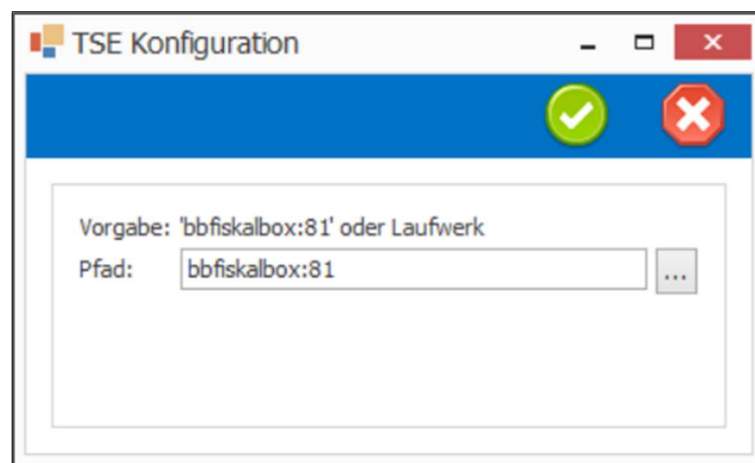 TSE Konfiguration
Vorgabe: 'bbfiskalbox:81' oder Laufwerk
Pfad: bbfiskalbox:81 ...